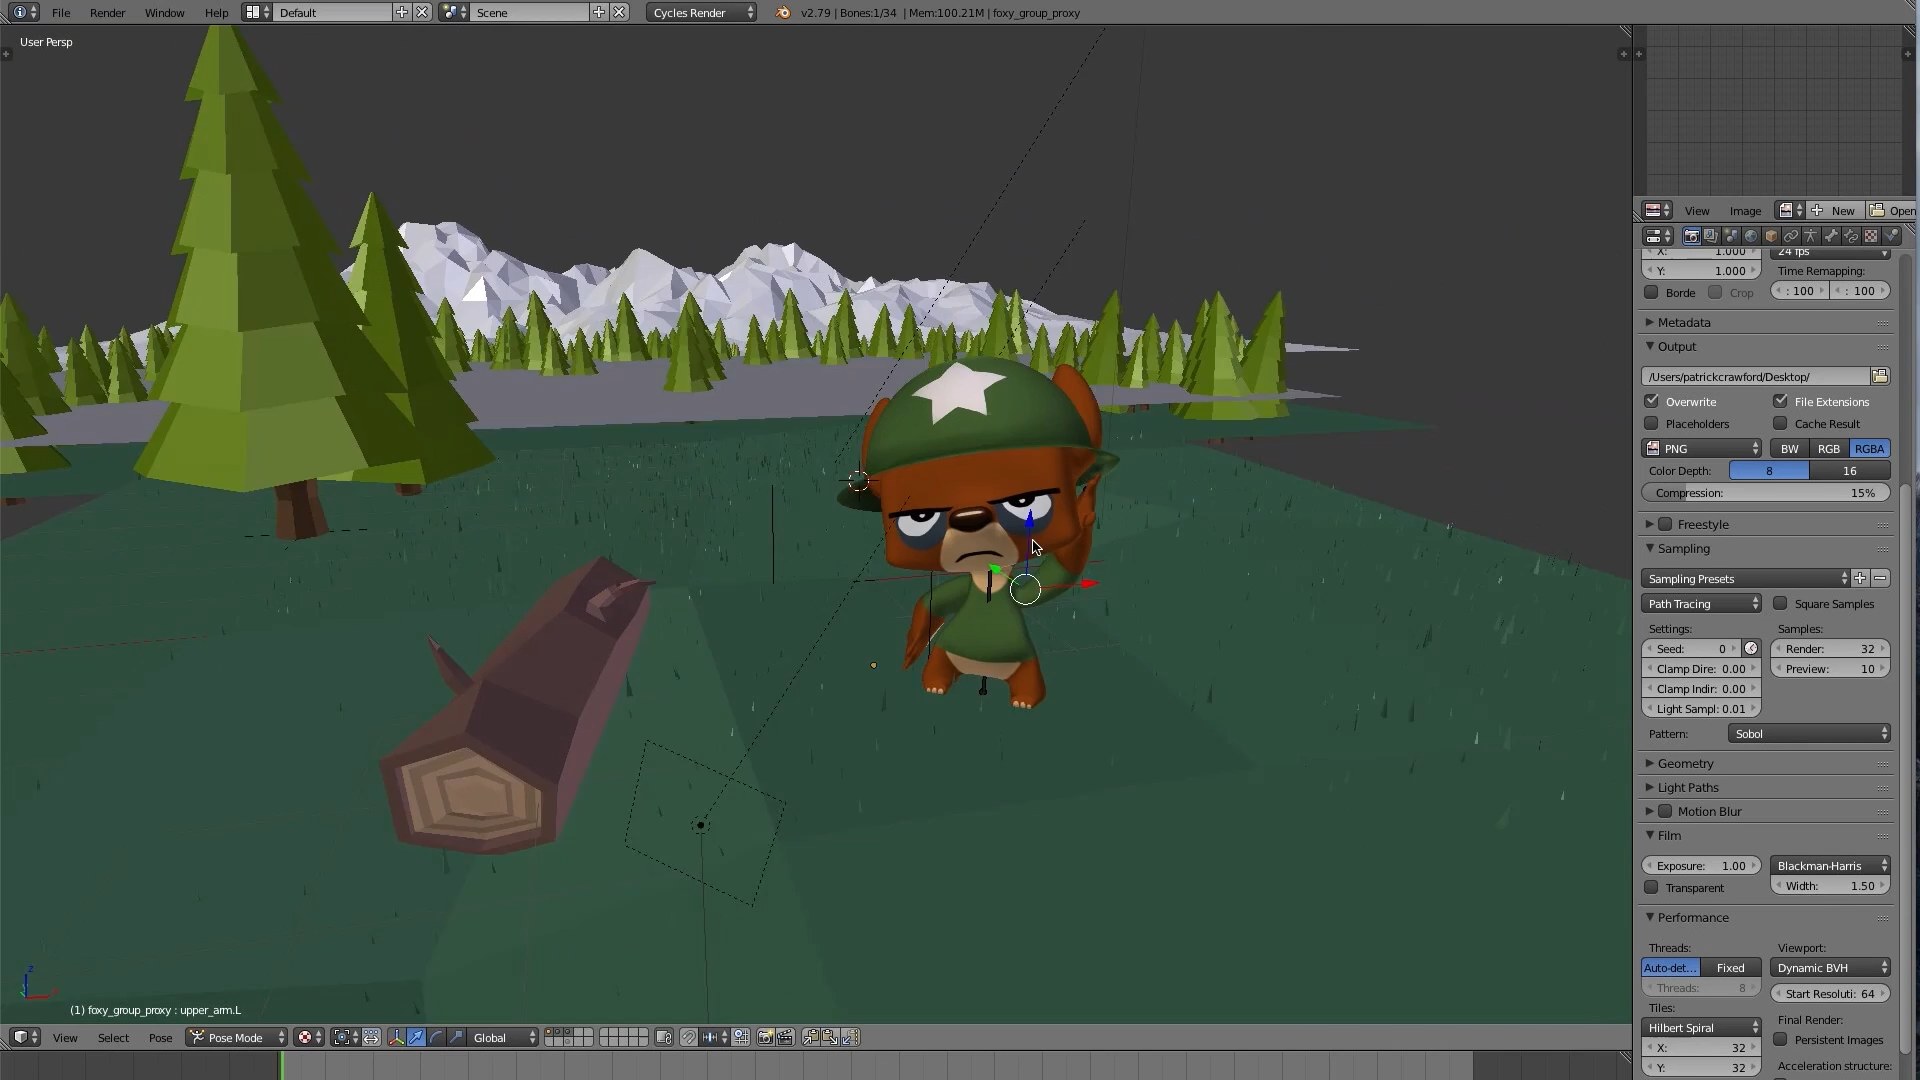 File Render Window Help Default Scene Cycles Render v2.79 | Bones:1/34 | Mem:100.21M | foxy_group_proxy
User Persp
View Image New Open
X: 1.000 24 fps
Y: 1.000 Time Remapping:
Borde Crop : 100 : 100
Metadata
Output
/Users/patrickcrawford/Desktop/
Overwrite File Extensions
Placeholders Cache Result
PNG BW RGB RGBA
Color Depth: 8 16
Compression: 15%
Freestyle
Sampling
Sampling Presets
Path Tracing Square Samples
Settings: Samples:
Seed: 0 Render: 32
Clamp Dire: 0.00 Preview: 10
Clamp Indir: 0.00
Light Sampl: 0.01
Pattern: Sobol
Geometry
Light Paths
Motion Blur
Film
Exposure: 1.00 Blackman-Harris
Transparent Width: 1.50
Performance
Threads: Viewport:
Auto-det... Fixed Dynamic BVH
Threads: 8 Start Resoluti: 64
Tiles:
Hilbert Spiral Final Render:
X: 32 Persistent Images
Y: 32 Acceleration structure:
z
(1) foxy_group_proxy : upper_arm.L
View Select Pose Pose Mode Global